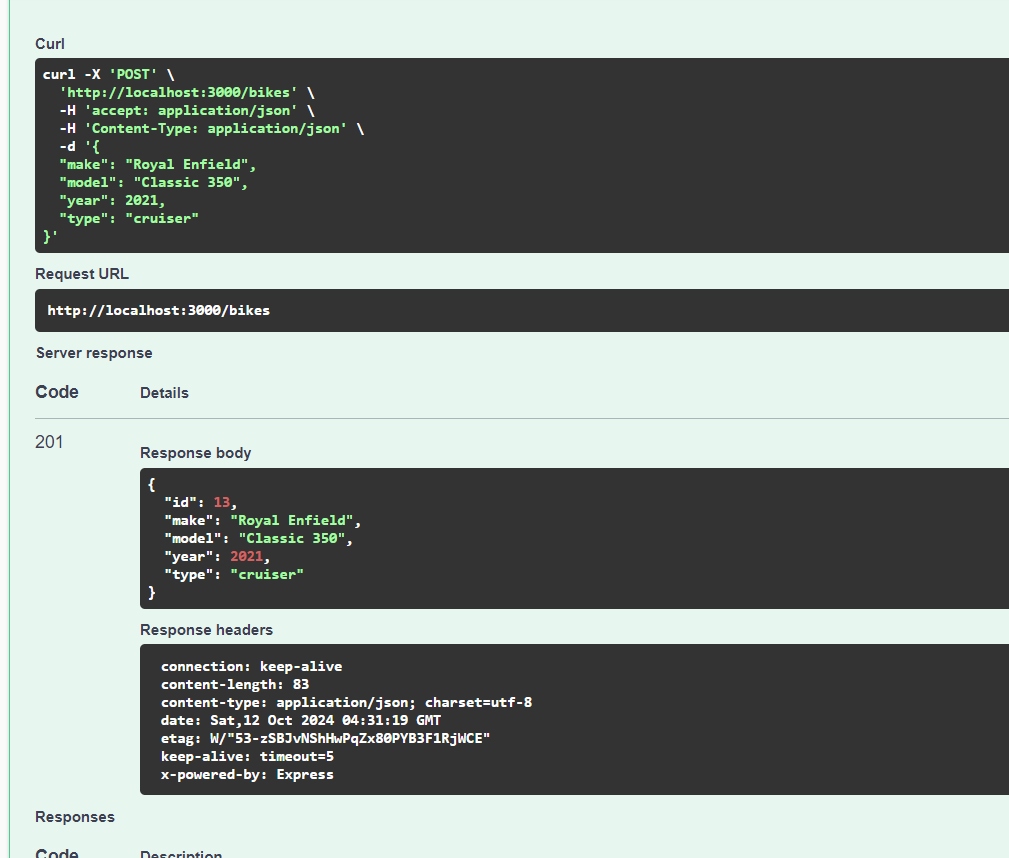 Curl
curl -X 'POST' \
'http://localhost:3000/bikes' \
-H 'accept: application/json' \
-H 'Content-Type: application/json' \
-d '{
"make": "Royal Enfield",
"model": "Classic 350",
"year": 2021,
"type": "cruiser"
}'
Request URL
http://localhost:3000/bikes
Server response
Code Details
201
Response body
{
"id": 13,
"make": "Royal Enfield",
"model": "Classic 350",
"year": 2021,
"type": "cruiser"
}
Response headers
connection: keep-alive
content-length: 83
content-type: application/json; charset=utf-8
date: Sat,12 Oct 2024 04:31:19 GMT
etag: W/"53-zSBJvNShHwPqZx80PYB3F1RjWCE"
keep-alive: timeout=5
x-powered-by: Express
Responses
Code Description